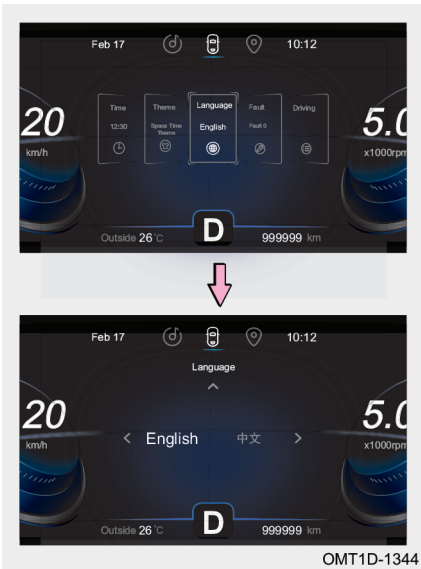 Feb 17 10:12
Time Theme Language Fault Driving
12:30 Space Time Theme English Fault 0
20 km/h
5.0 x1000rpm
Outside 26°C D 999999 km
Feb 17 10:12
Language
20 km/h
< English 中文 >
5.0 x1000rpm
Outside 26°C D 999999 km
OMT1D-1344